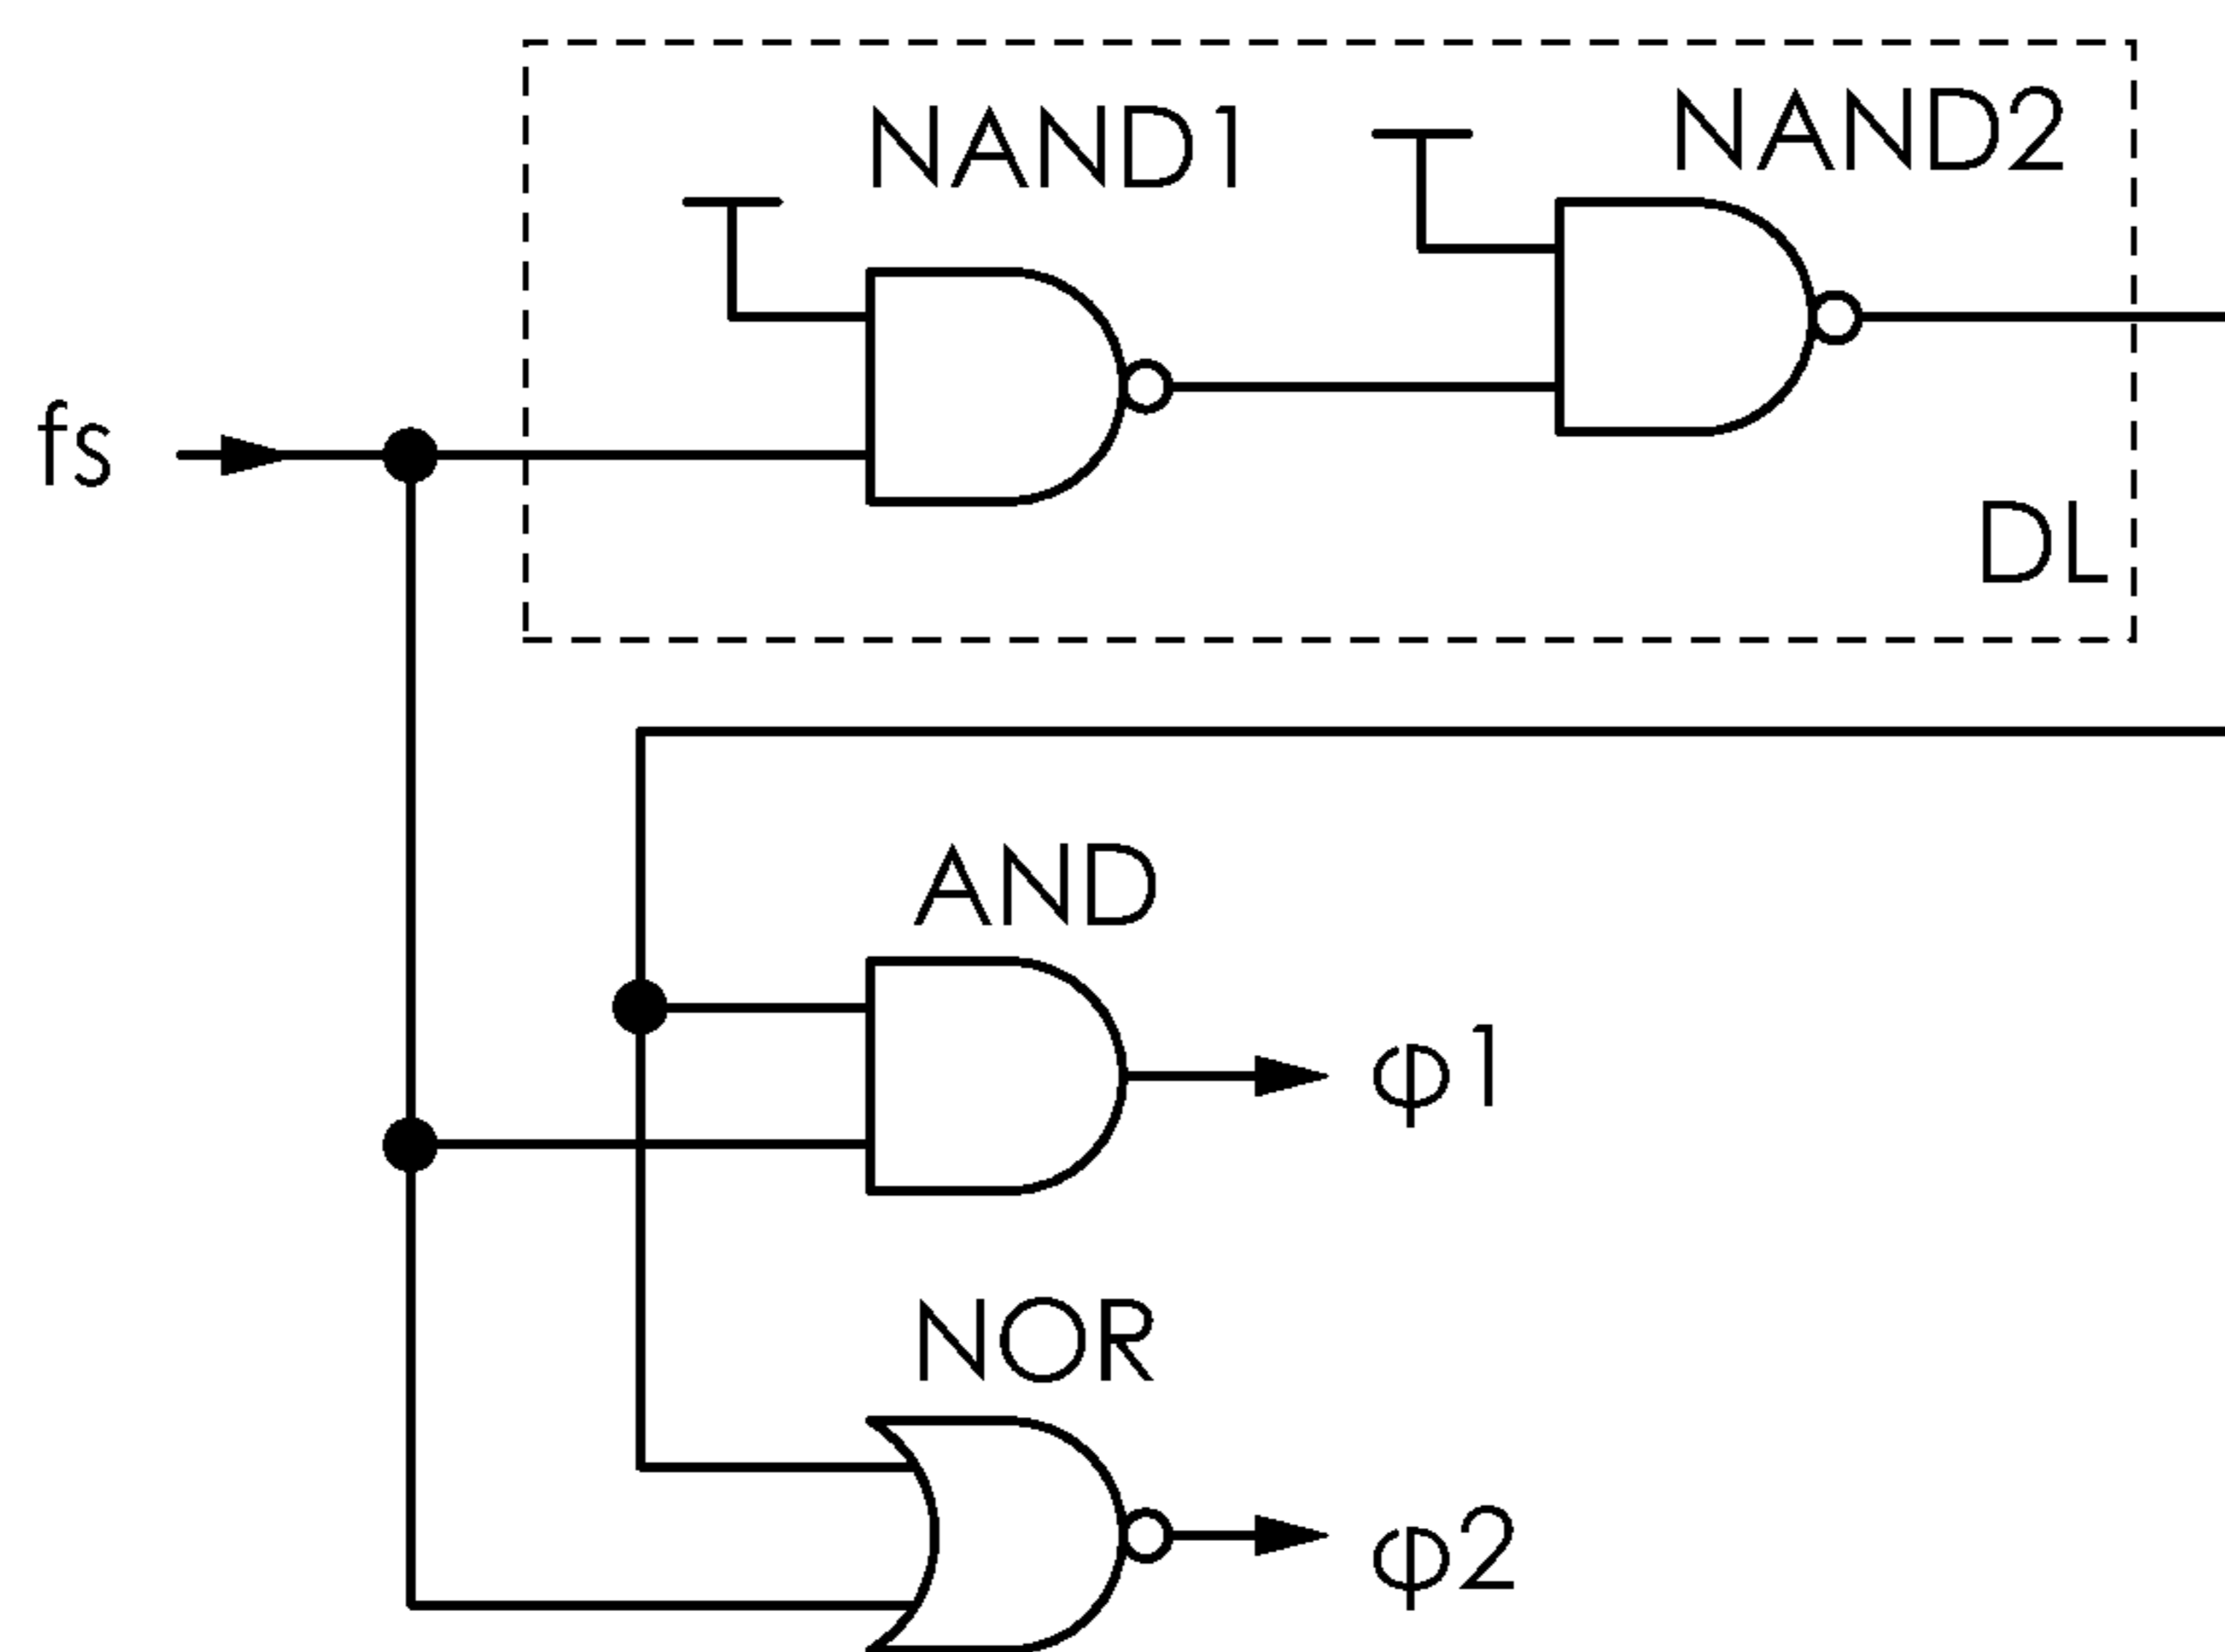 NAND1
NAND2
fs
DL
AND
φ1
NOR
φ2